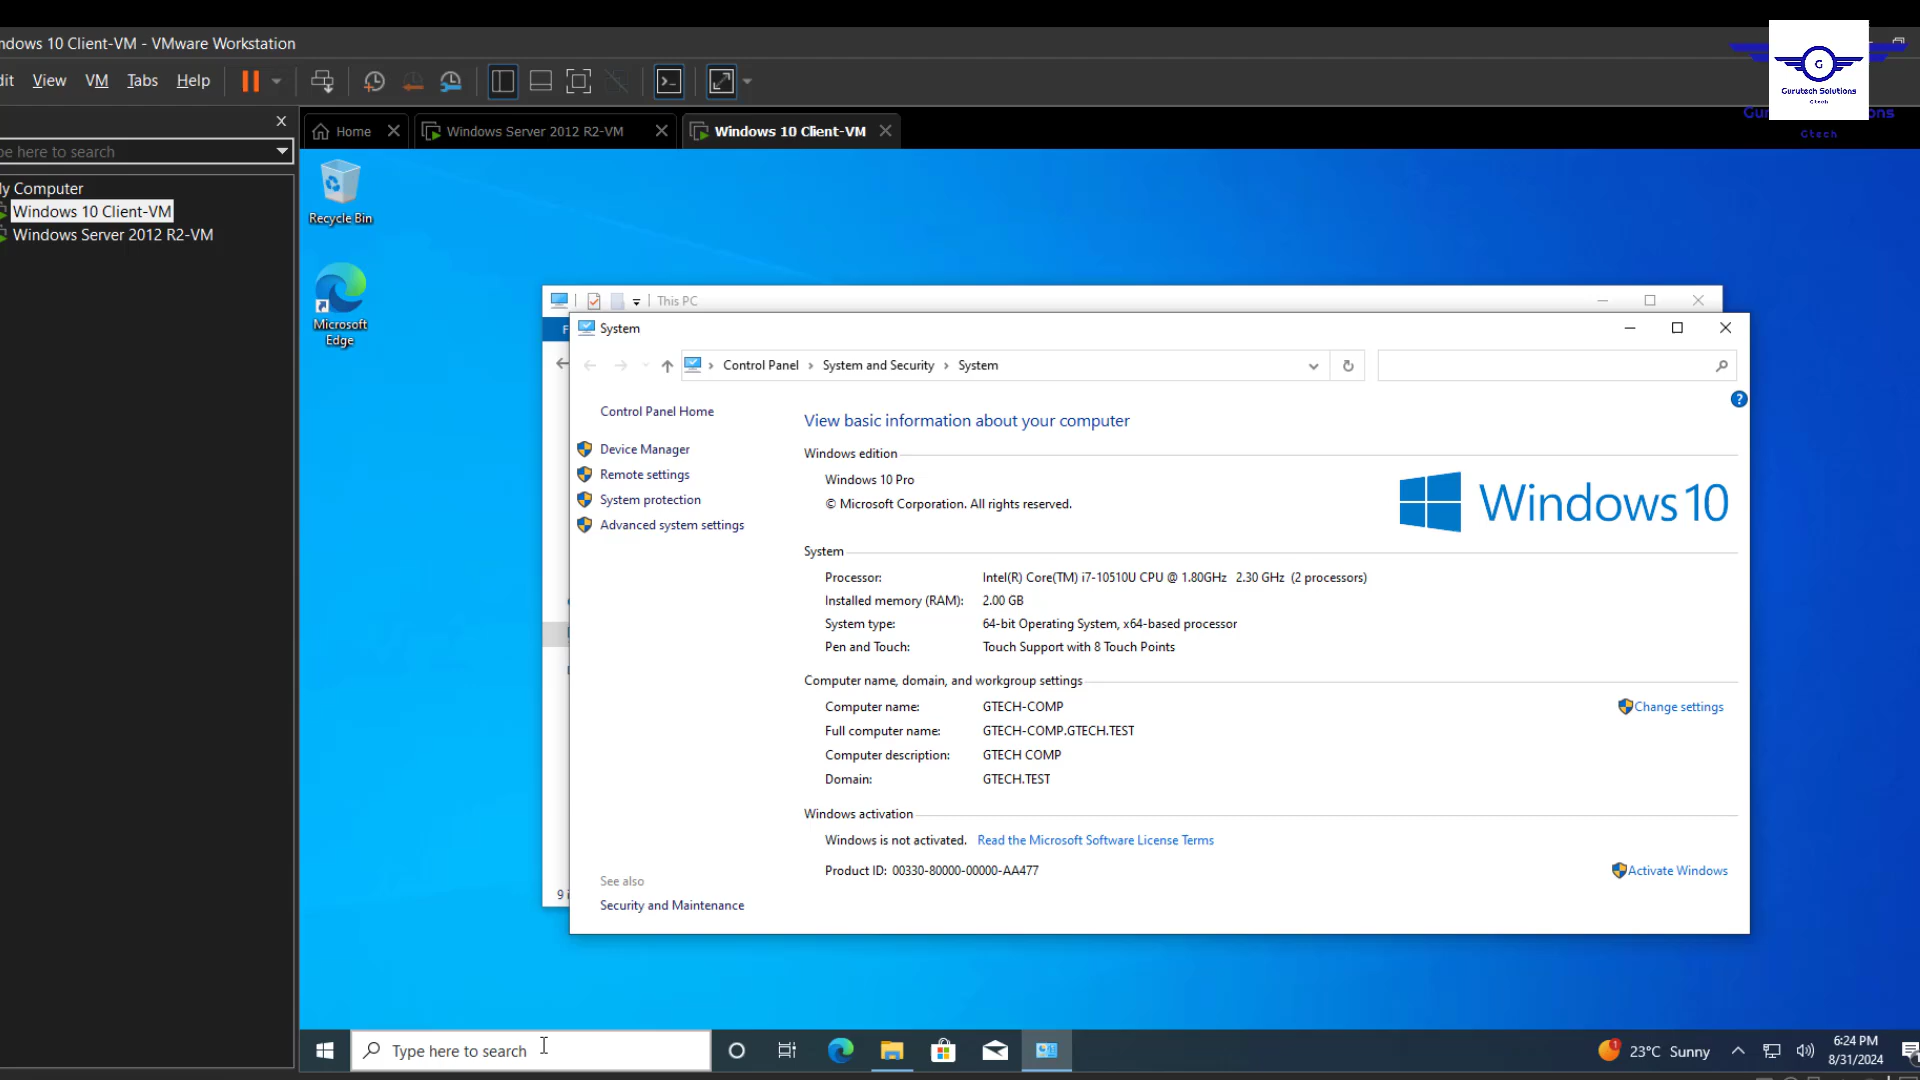 ndows 10 Client-VM - VMware Workstation
dit View VM Tabs Help
G
Gurutech Solutions
Gtech
Gu ons
Gtech
pe here to search
Home
Windows Server 2012 R2-VM
Windows 10 Client-VM
ly Computer
Windows 10 Client-VM
Windows Server 2012 R2-VM
Recycle Bin
Microsoft
Edge
This PC
F
System
Control Panel › System and Security › System
Control Panel Home
Device Manager
Remote settings
System protection
Advanced system settings
See also
Security and Maintenance
9 i
View basic information about your computer
Windows edition
Windows 10 Pro
© Microsoft Corporation. All rights reserved.
Windows 10
System
Processor: Intel(R) Core(TM) i7-10510U CPU @ 1.80GHz 2.30 GHz (2 processors)
Installed memory (RAM): 2.00 GB
System type: 64-bit Operating System, x64-based processor
Pen and Touch: Touch Support with 8 Touch Points
Computer name, domain, and workgroup settings
Computer name: GTECH-COMP
Change settings
Full computer name: GTECH-COMP.GTECH.TEST
Computer description: GTECH COMP
Domain: GTECH.TEST
Windows activation
Windows is not activated. Read the Microsoft Software License Terms
Product ID: 00330-80000-00000-AA477
Activate Windows
Type here to search
1
23°C Sunny
6:24 PM
8/31/2024